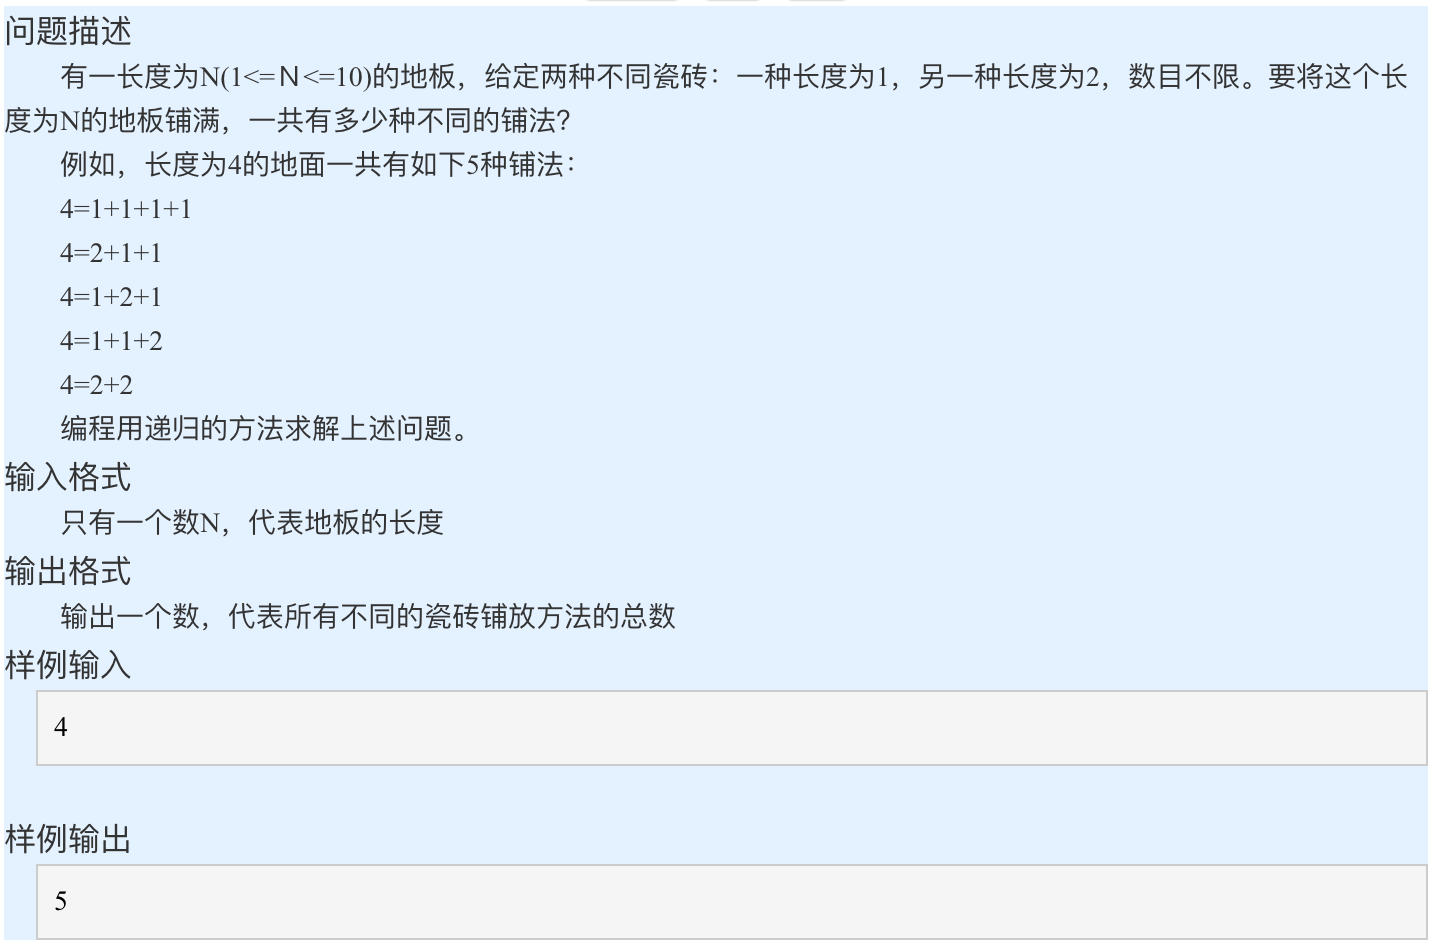 问题描述
有一长度为N(1<=Ｎ<=10)的地板，给定两种不同瓷砖：一种长度为1，另一种长度为2，数目不限。要将这个长
度为N的地板铺满，一共有多少种不同的铺法？
例如，长度为4的地面一共有如下5种铺法：
4=1+1+1+1
4=2+1+1
4=1+2+1
4=1+1+2
4=2+2
编程用递归的方法求解上述问题。
输入格式
只有一个数N，代表地板的长度
输出格式
输出一个数，代表所有不同的瓷砖铺放方法的总数
样例输入
4
样例输出
5